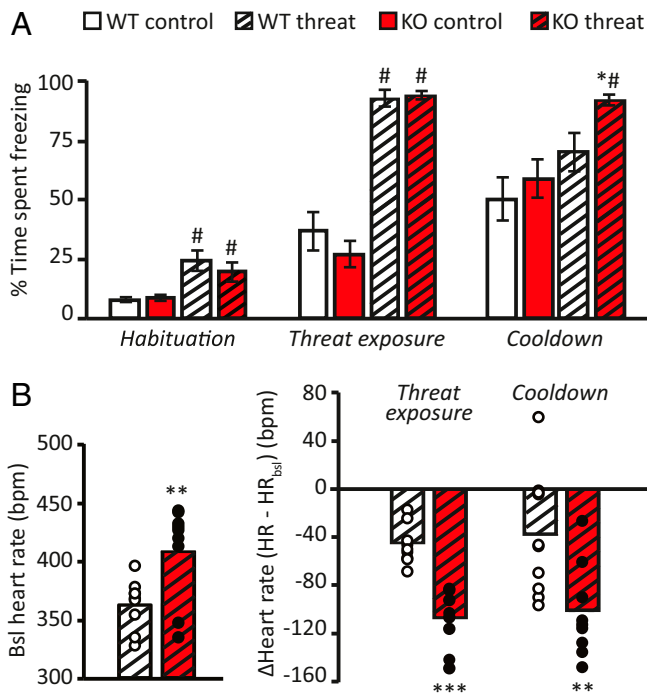 A
WT control WT threat KO control KO threat
% Time spent freezing
100
75
50
25
0
# # # # *#
Habituation Threat exposure Cooldown
B
Bsl heart rate (bpm)
500
450
400
350
300
**
ΔHeart rate (HR - HRbsl) (bpm)
80
40
0
-40
-80
-120
-160
Threat
exposure
Cooldown
*** **